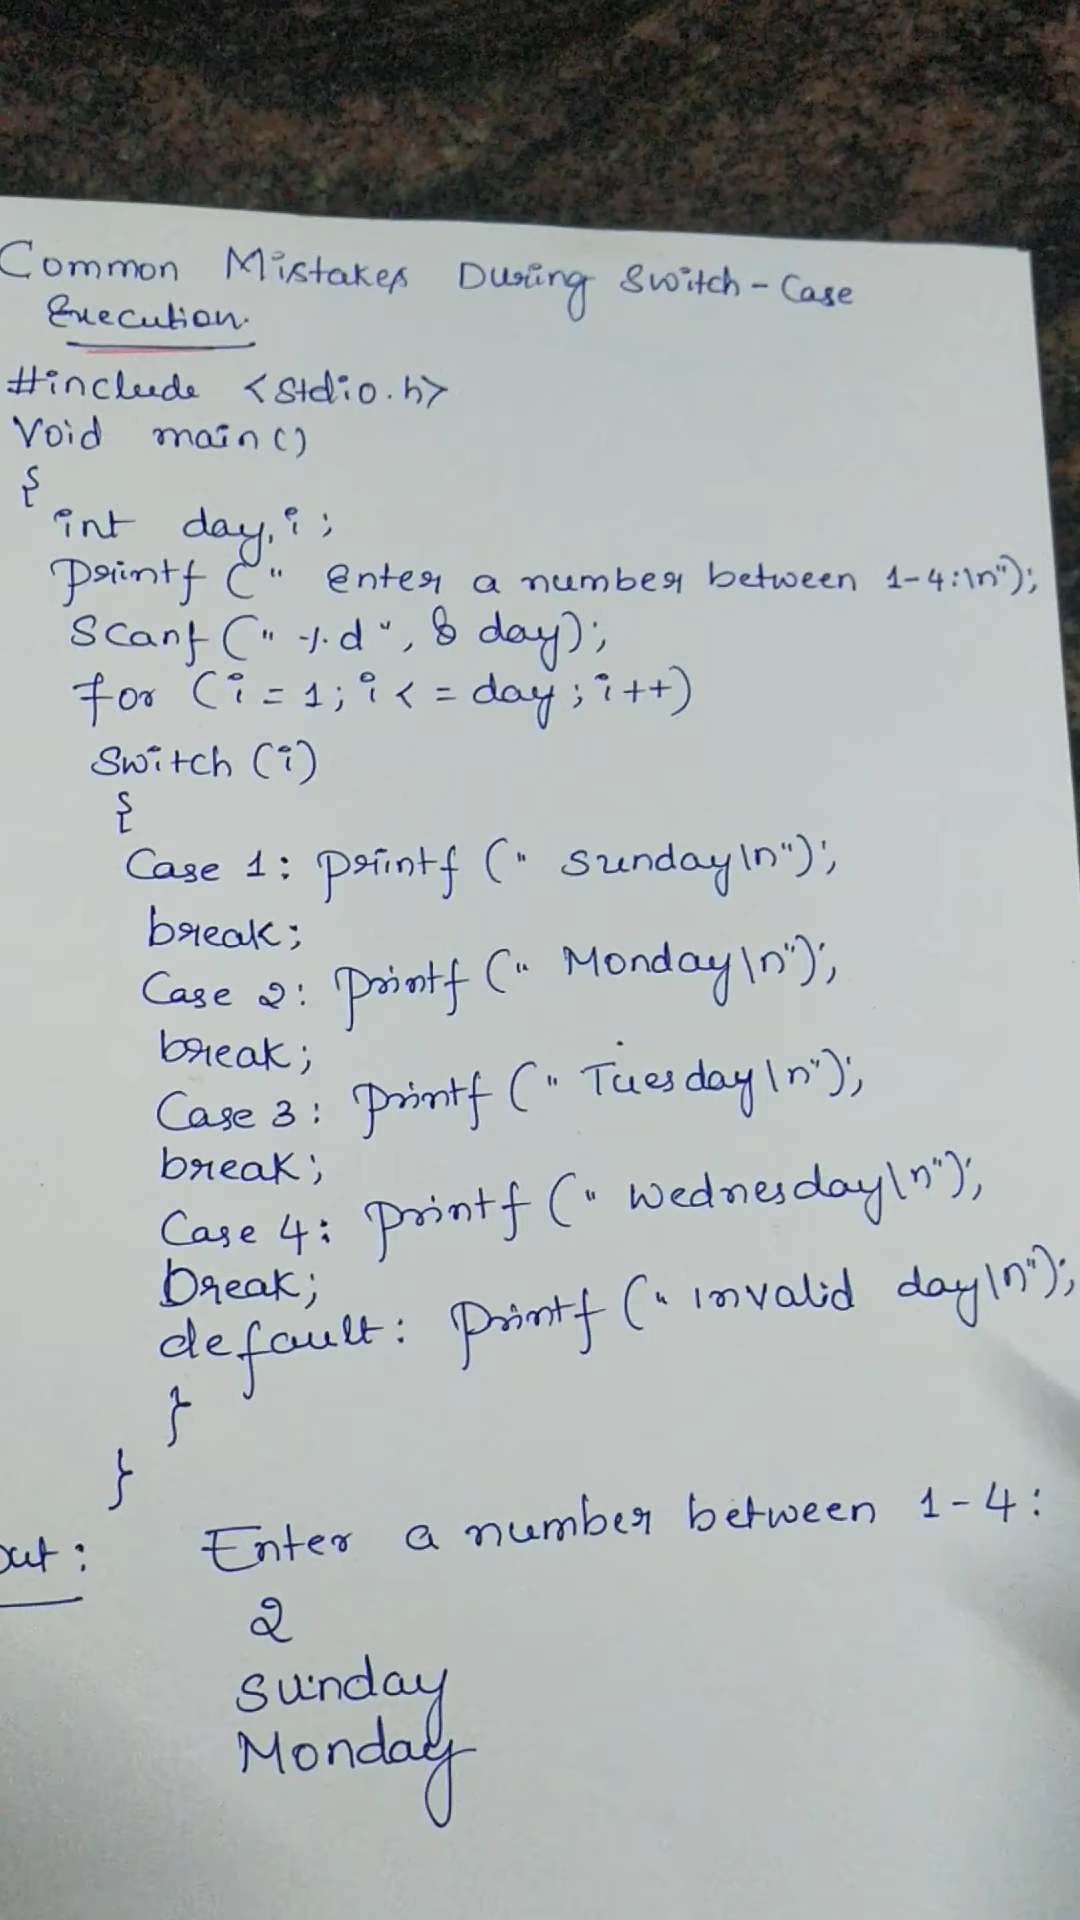 Common Mistakes During Switch-Case
Execution.
#include <stdio.h>
Void main()
{
int day, i;
printf (" enter a number between 1-4:\n");
Scanf (" %d", & day);
for (i = 1; i < = day; i++)
Switch (i)
{
Case 1: printf (" Sunday\n");
break;
Case 2: printf (" Monday\n");
break;
Case 3: printf (" Tuesday\n");
break;
Case 4: printf (" Wednesday\n");
break;
default: printf (" invalid day\n");
}
}
out: Enter a number between 1-4:
2
Sunday
Monday